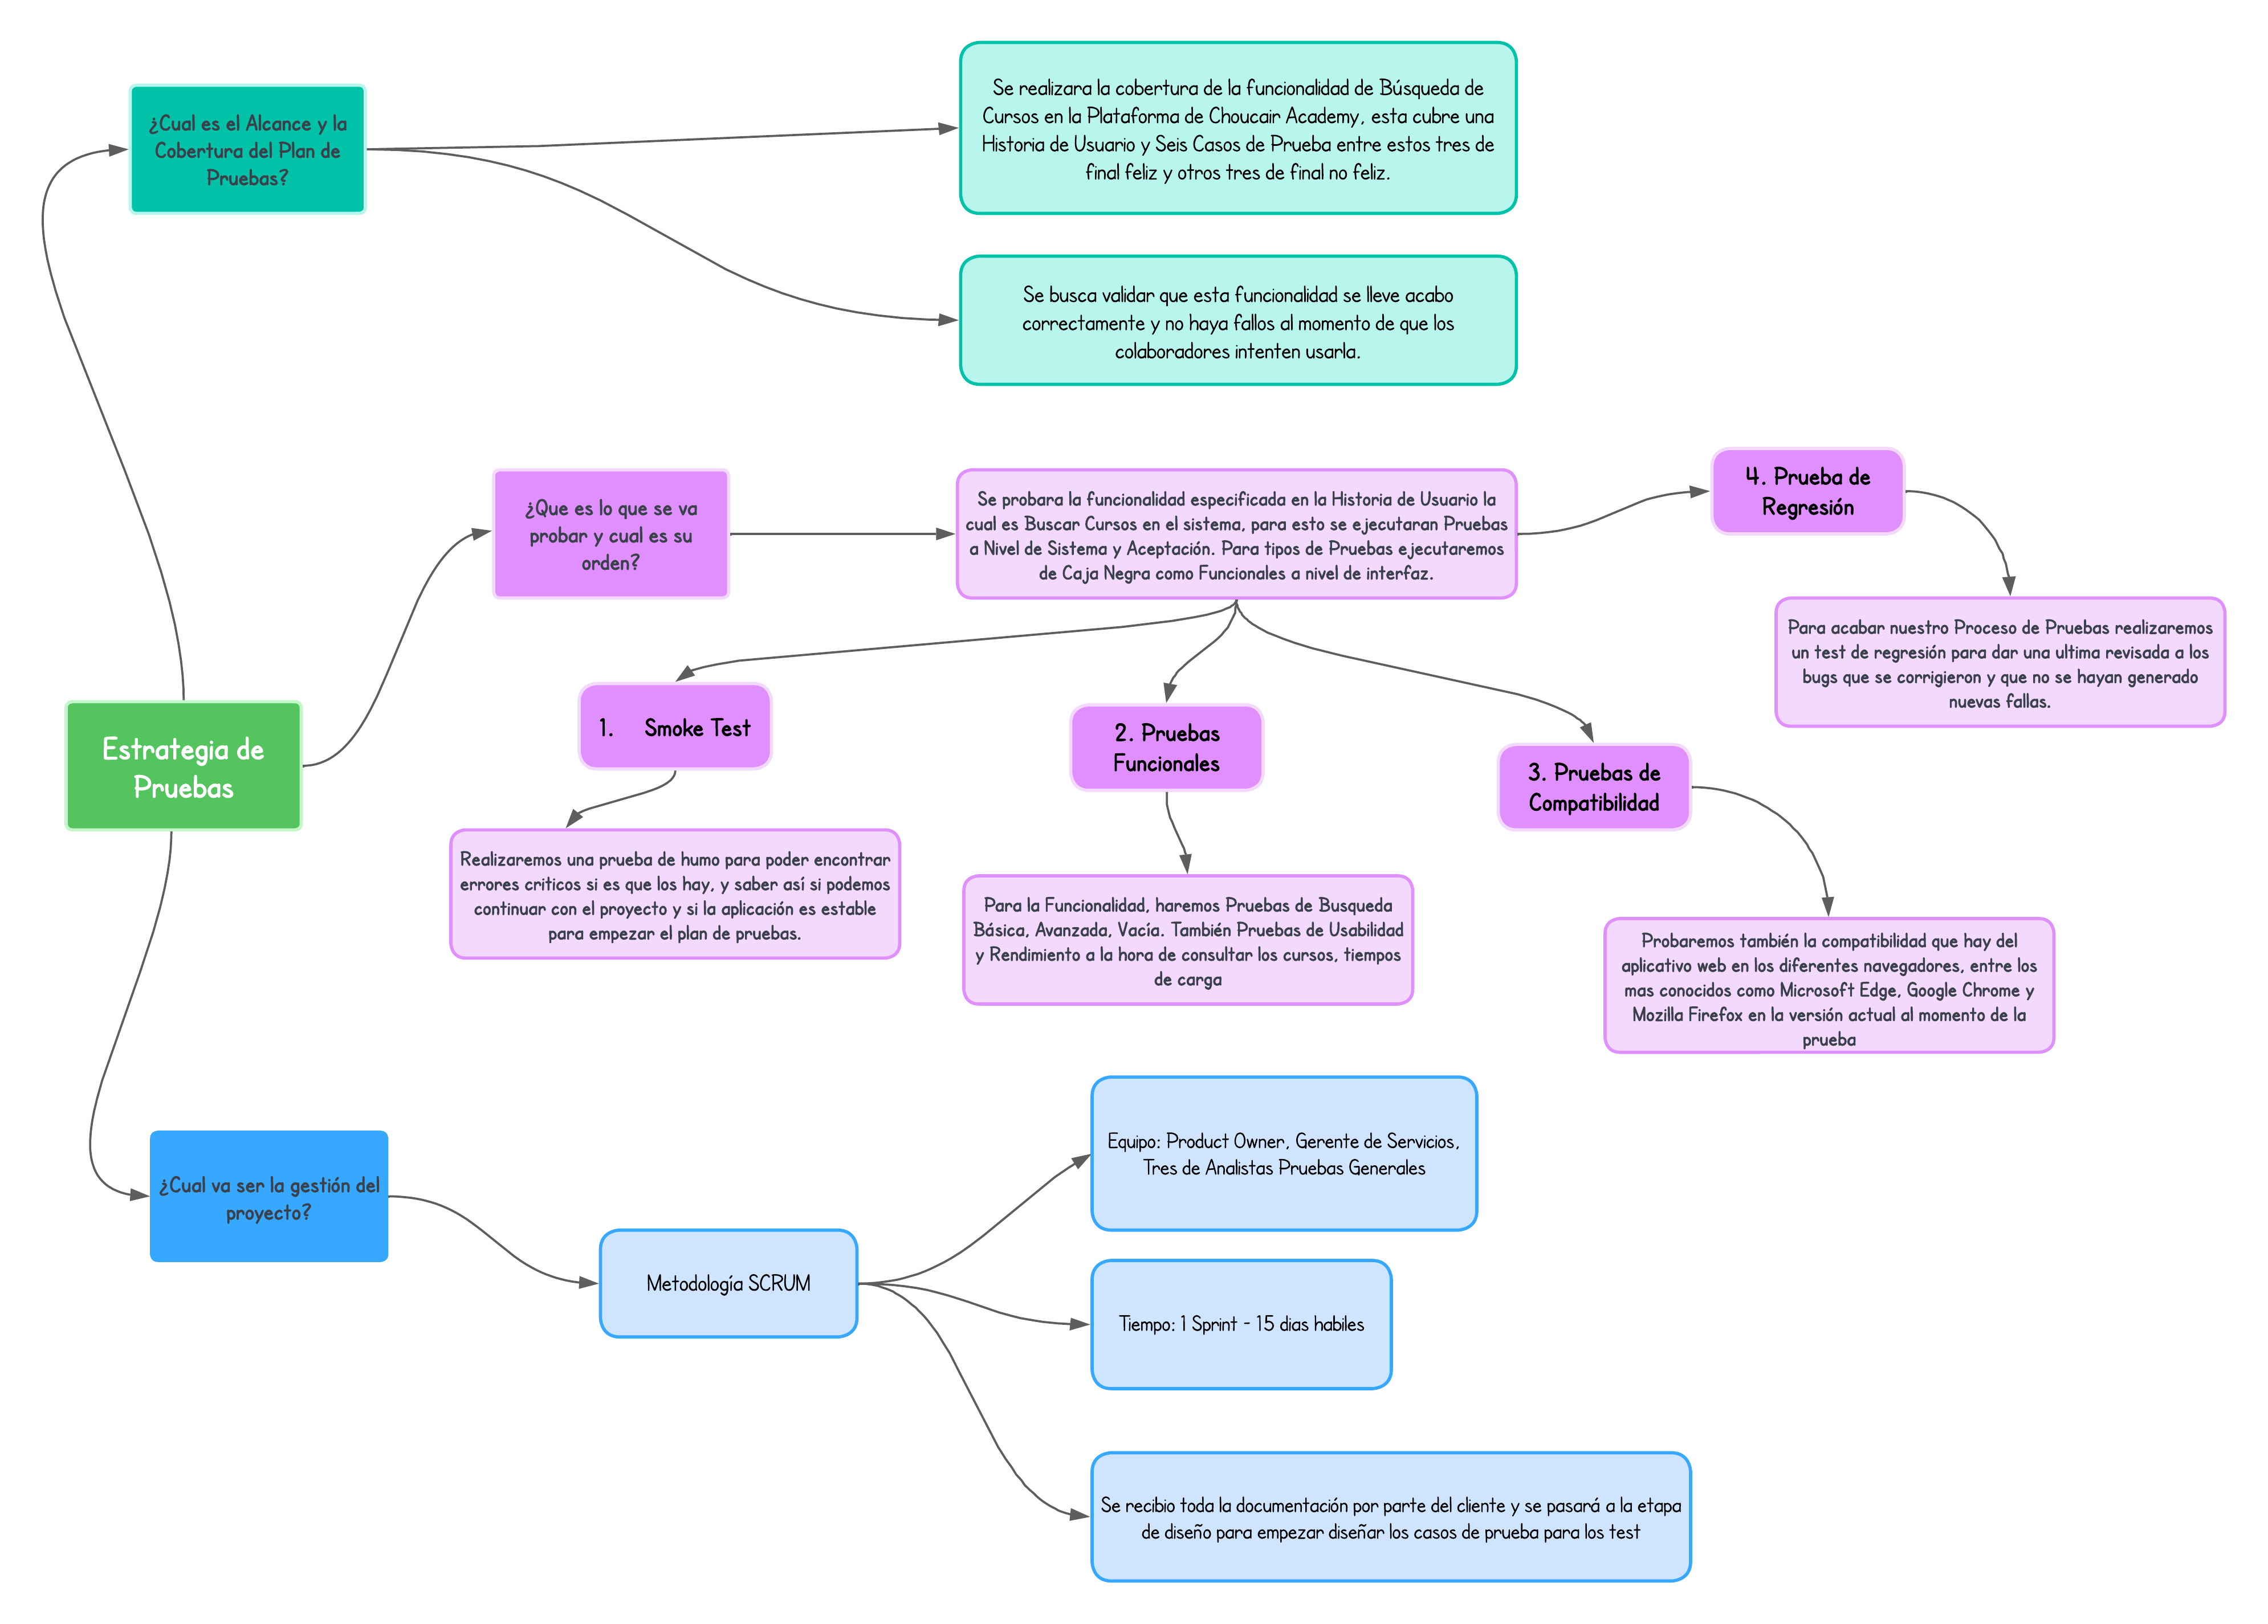 ¿Cual es el Alcance y la
Cobertura del Plan de
Pruebas?
Se realizara la cobertura de la funcionalidad de Búsqueda de
Cursos en la Plataforma de Choucair Academy, esta cubre una
Historia de Usuario y Seis Casos de Prueba entre estos tres de
final feliz y otros tres de final no feliz.
Se busca validar que esta funcionalidad se lleve acabo
correctamente y no haya fallos al momento de que los
colaboradores intenten usarla.
¿Que es lo que se va
probar y cual es su
orden?
Se probara la funcionalidad especificada en la Historia de Usuario la
cual es Buscar Cursos en el sistema, para esto se ejecutaran Pruebas
a Nivel de Sistema y Aceptación. Para tipos de Pruebas ejecutaremos
de Caja Negra como Funcionales a nivel de interfaz.
4. Prueba de
Regresión
Para acabar nuestro Proceso de Pruebas realizaremos
un test de regresión para dar una ultima revisada a los
bugs que se corrigieron y que no se hayan generado
nuevas fallas.
Estrategia de
Pruebas
1. Smoke Test
2. Pruebas
Funcionales
3. Pruebas de
Compatibilidad
Realizaremos una prueba de humo para poder encontrar
errores criticos si es que los hay, y saber así si podemos
continuar con el proyecto y si la aplicación es estable
para empezar el plan de pruebas.
Para la Funcionalidad, haremos Pruebas de Busqueda
Básica, Avanzada, Vacía. También Pruebas de Usabilidad
y Rendimiento a la hora de consultar los cursos, tiempos
de carga
Probaremos también la compatibilidad que hay del
aplicativo web en los diferentes navegadores, entre los
mas conocidos como Microsoft Edge, Google Chrome y
Mozilla Firefox en la versión actual al momento de la
prueba
¿Cual va ser la gestión del
proyecto?
Metodología SCRUM
Equipo: Product Owner, Gerente de Servicios,
Tres de Analistas Pruebas Generales
Tiempo: 1 Sprint - 15 dias habiles
Se recibio toda la documentación por parte del cliente y se pasará a la etapa
de diseño para empezar diseñar los casos de prueba para los test